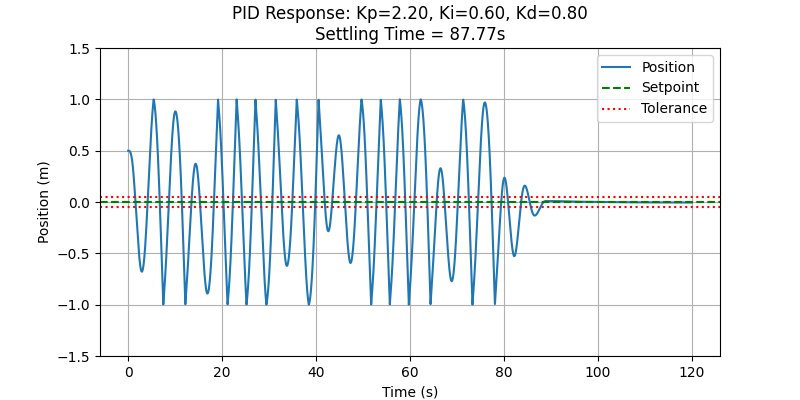 PID Response: Kp=2.20, Ki=0.60, Kd=0.80
Settling Time = 87.77s
Position
Setpoint
Tolerance
Position (m)
1.5
1.0
0.5
0.0
−0.5
−1.0
−1.5
0 20 40 60 80 100 120
Time (s)